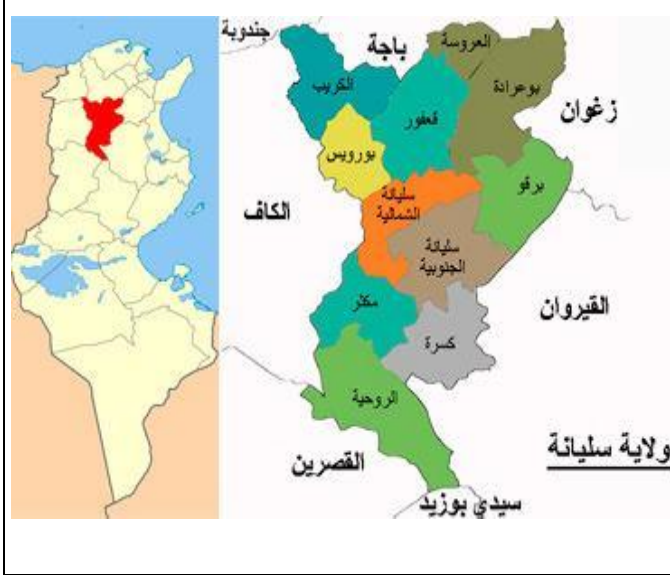 جندوبة
باجة
العروسة
الكريب
بوعرادة
قعفور
زغوان
بورويس
برقو
سليانة
الشمالية
الكاف
سليانة
الجنوبية
مكثر
القيروان
كسرة
الروحية
ولاية سليانة
القصرين
سيدي بوزيد